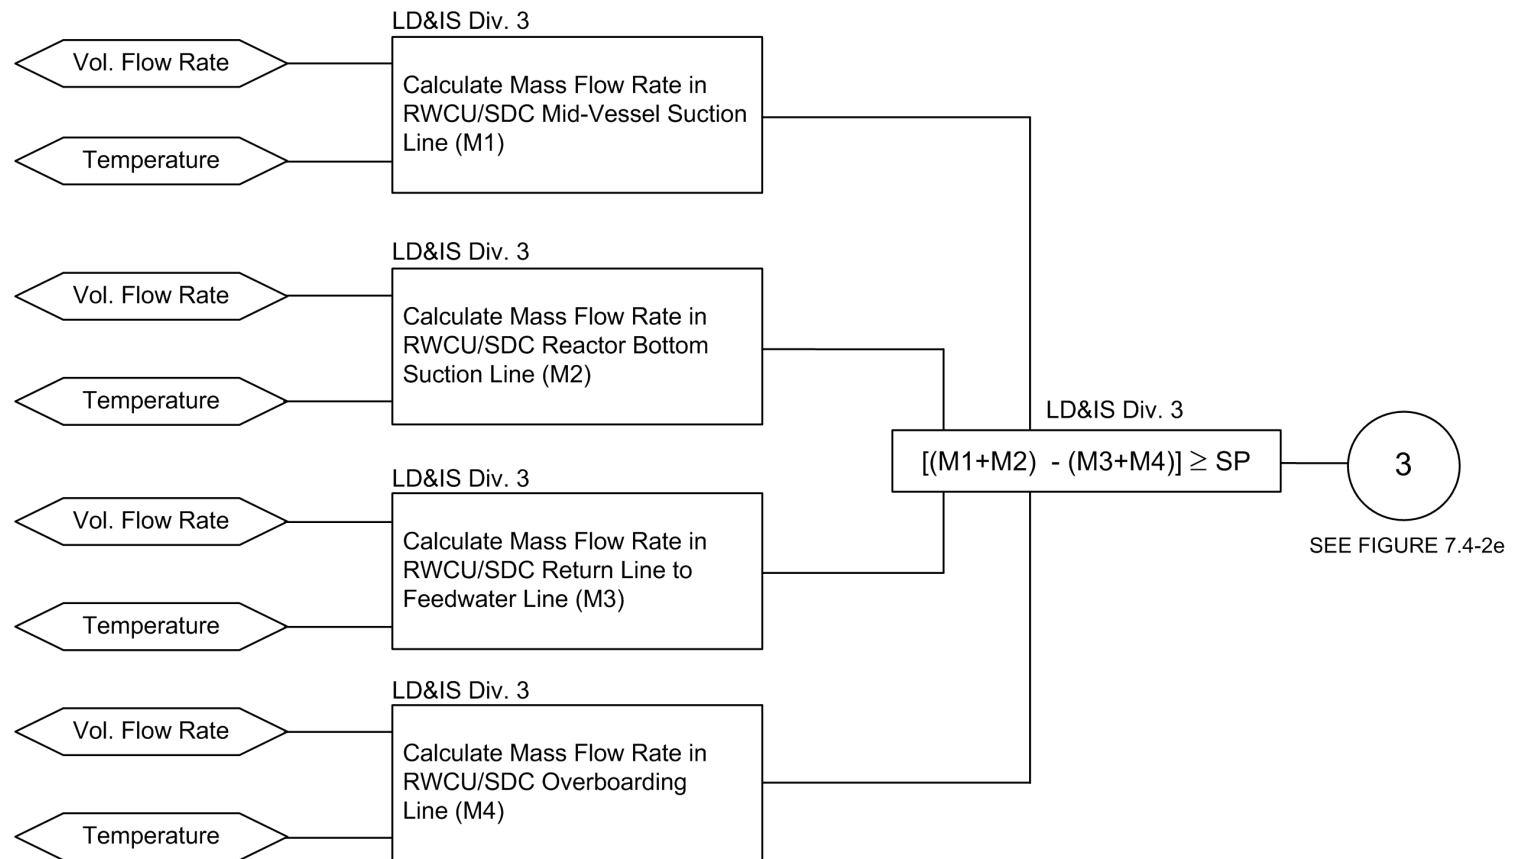 LD&IS Div. 3
Vol. Flow Rate
Temperature
Calculate Mass Flow Rate in
RWCU/SDC Mid-Vessel Suction
Line (M1)
LD&IS Div. 3
Vol. Flow Rate
Temperature
Calculate Mass Flow Rate in
RWCU/SDC Reactor Bottom
Suction Line (M2)
LD&IS Div. 3
[(M1+M2)  - (M3+M4)] ≥ SP
3
SEE FIGURE 7.4-2e
LD&IS Div. 3
Vol. Flow Rate
Temperature
Calculate Mass Flow Rate in
RWCU/SDC Return Line to
Feedwater Line (M3)
LD&IS Div. 3
Vol. Flow Rate
Temperature
Calculate Mass Flow Rate in
RWCU/SDC Overboarding
Line (M4)